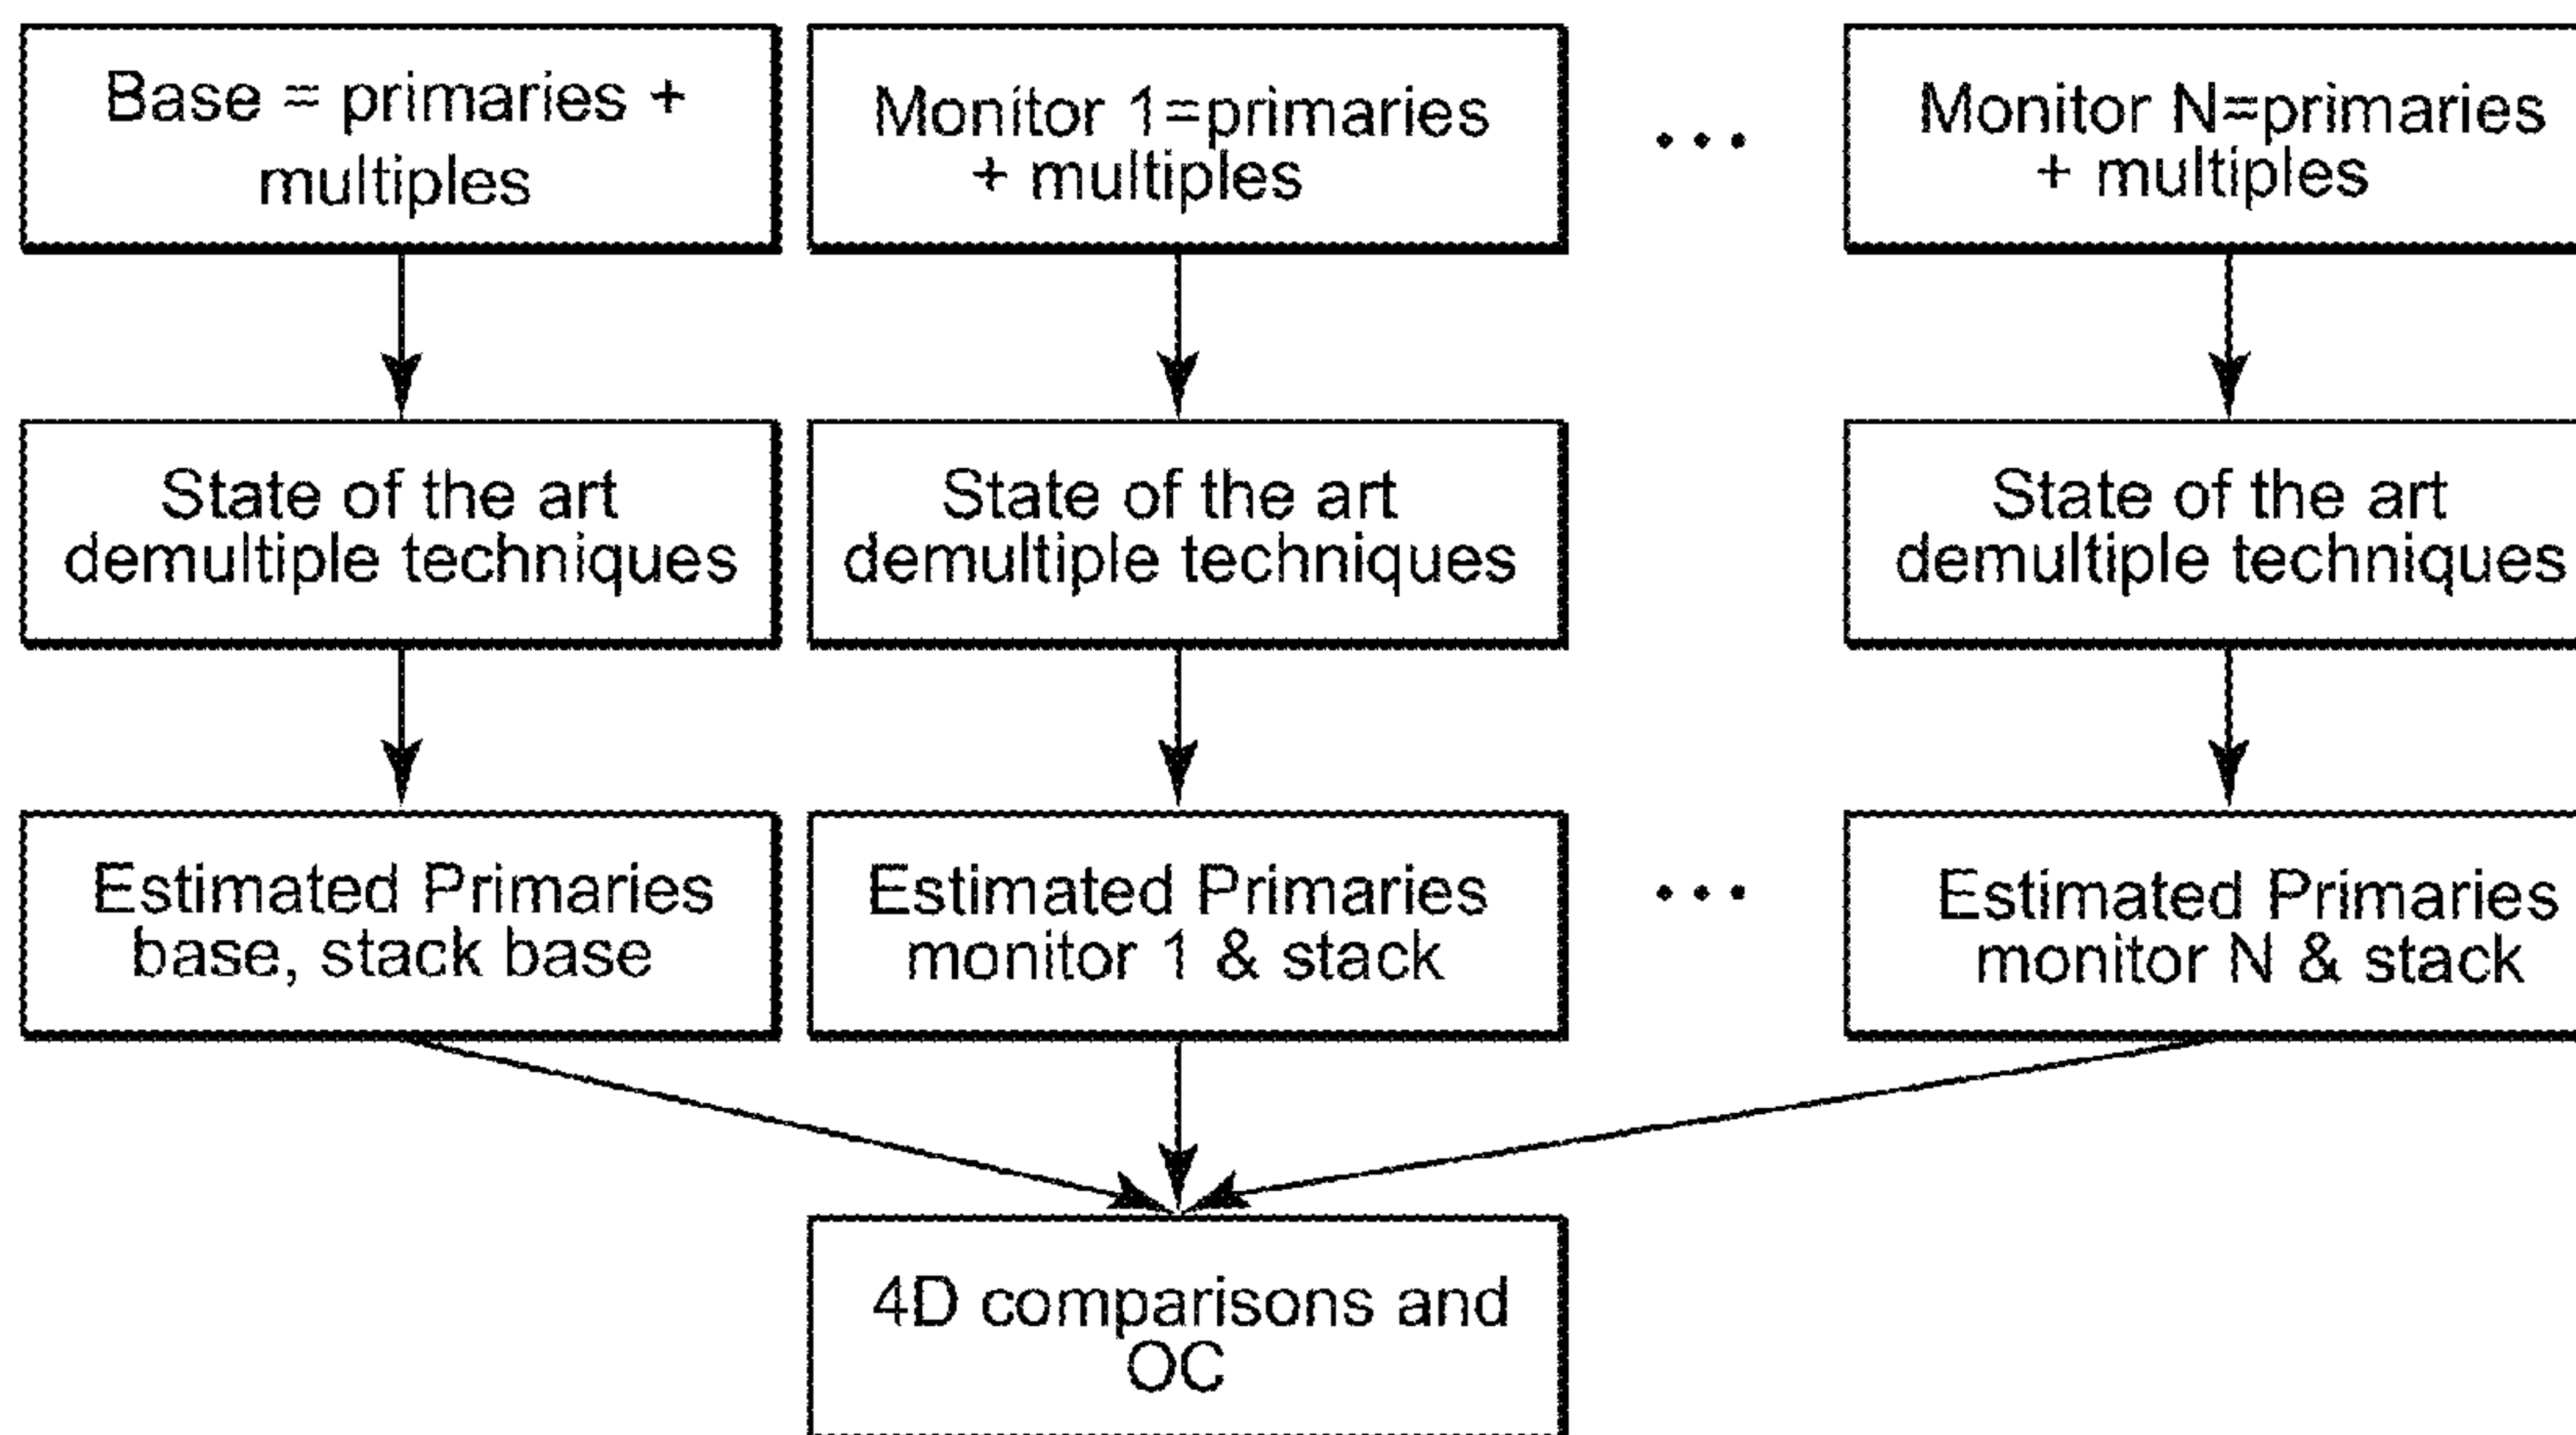 Base = primaries +
multiples
Monitor 1=primaries
+ multiples
...
Monitor N=primaries
+ multiples
State of the art
demultiple techniques
State of the art
demultiple techniques
State of the art
demultiple techniques
Estimated Primaries
base, stack base
Estimated Primaries
monitor 1 & stack
...
Estimated Primaries
monitor N & stack
4D comparisons and
OC